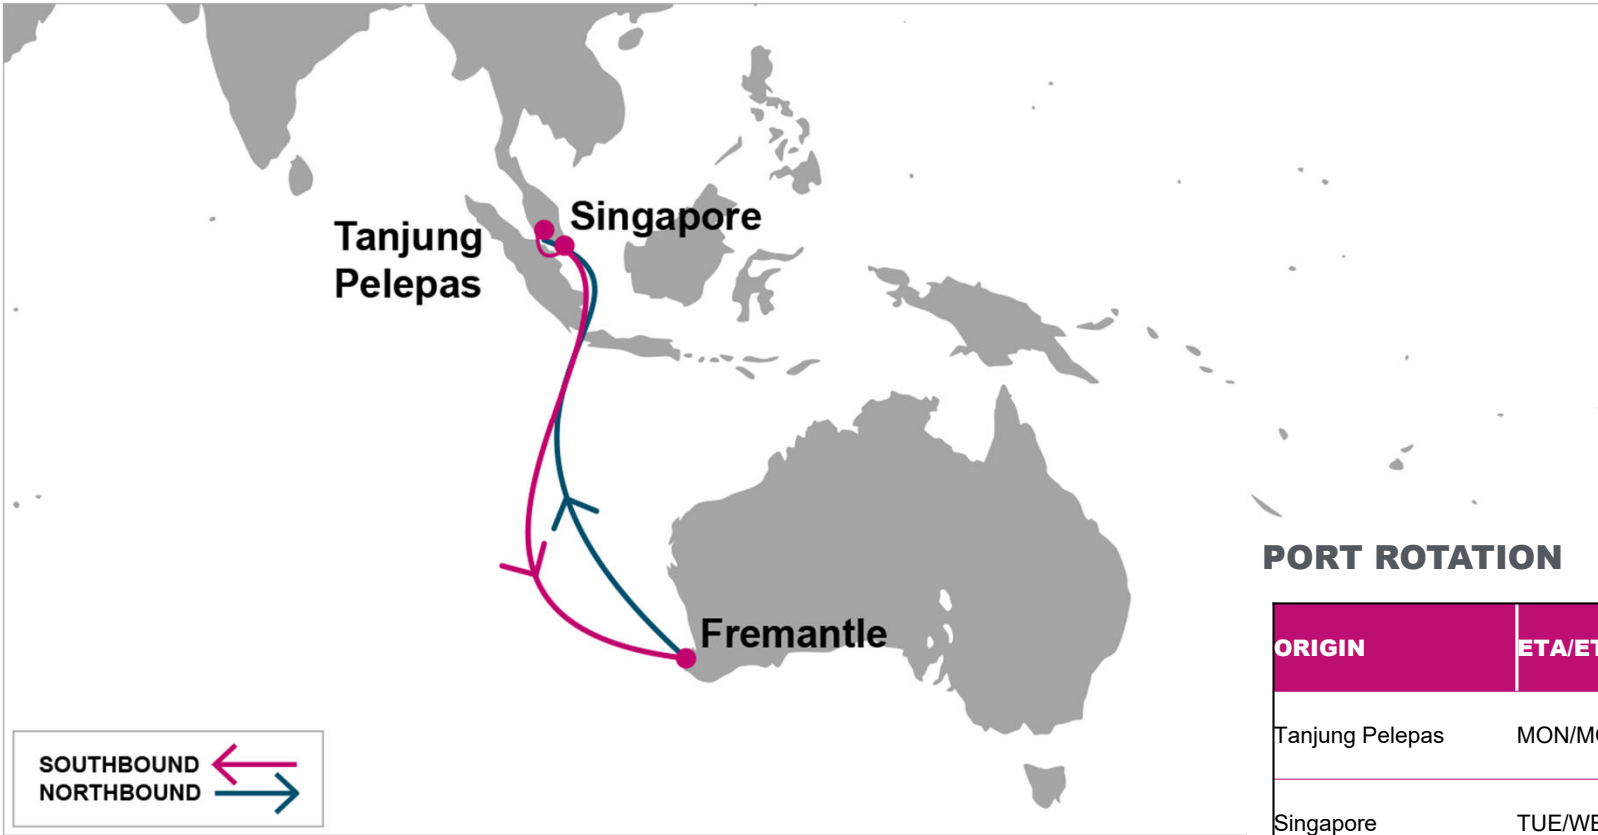 Singapore
Tanjung
Pelepas
Fremantle
SOUTHBOUND
NORTHBOUND
PORT ROTATION
ORIGIN
Tanjung Pelepas
Singapore